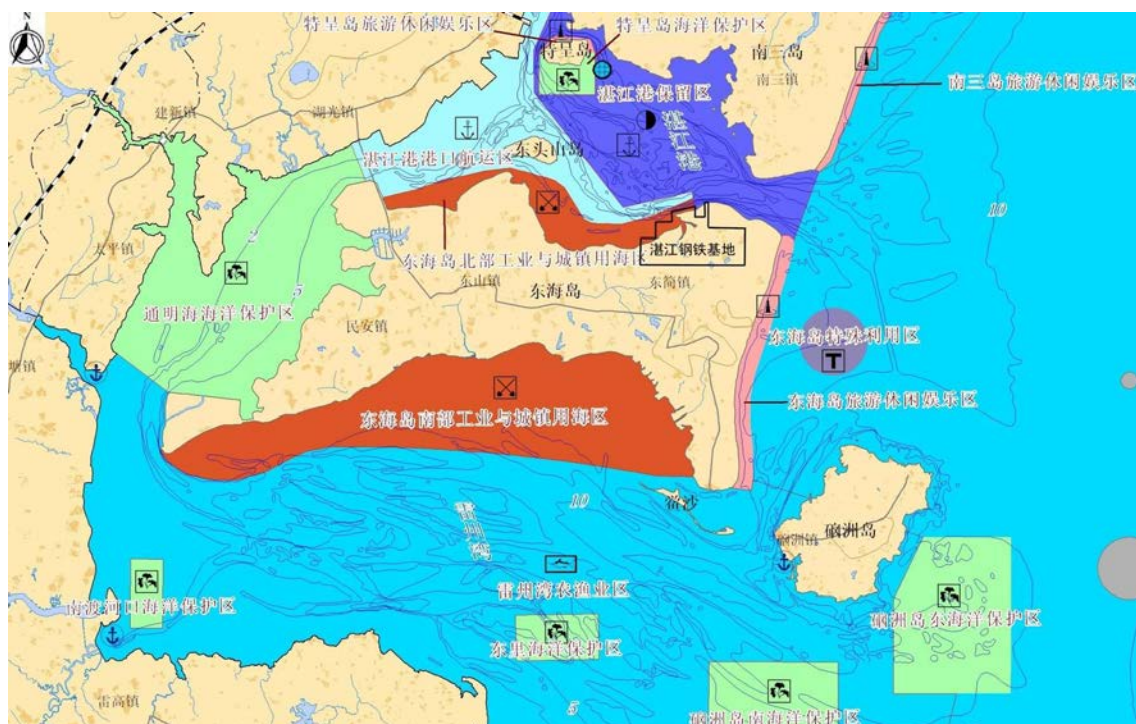 N
特呈岛旅游休闲娱乐区
特呈岛海洋保护区
特呈岛
南三岛
南三镇
南三岛旅游休闲娱乐区
建新镇
湖光镇
湛江港保留区
湛江港
湛江港港口航运区
东头山岛
10
2
5
太平镇
湛江钢铁基地
东海岛北部工业与城镇用海区
东山镇
东海岛
东简镇
通明海海洋保护区
民安镇
东海岛特殊利用区
T
塘镇
东海岛旅游休闲娱乐区
东海岛南部工业与城镇用海区
10
雷州湾
硇洲岛
硇洲镇
雷州湾农渔业区
南渡河口海洋保护区
东里海洋保护区
硇洲岛东海洋保护区
雷高镇
5
硇洲岛南海洋保护区